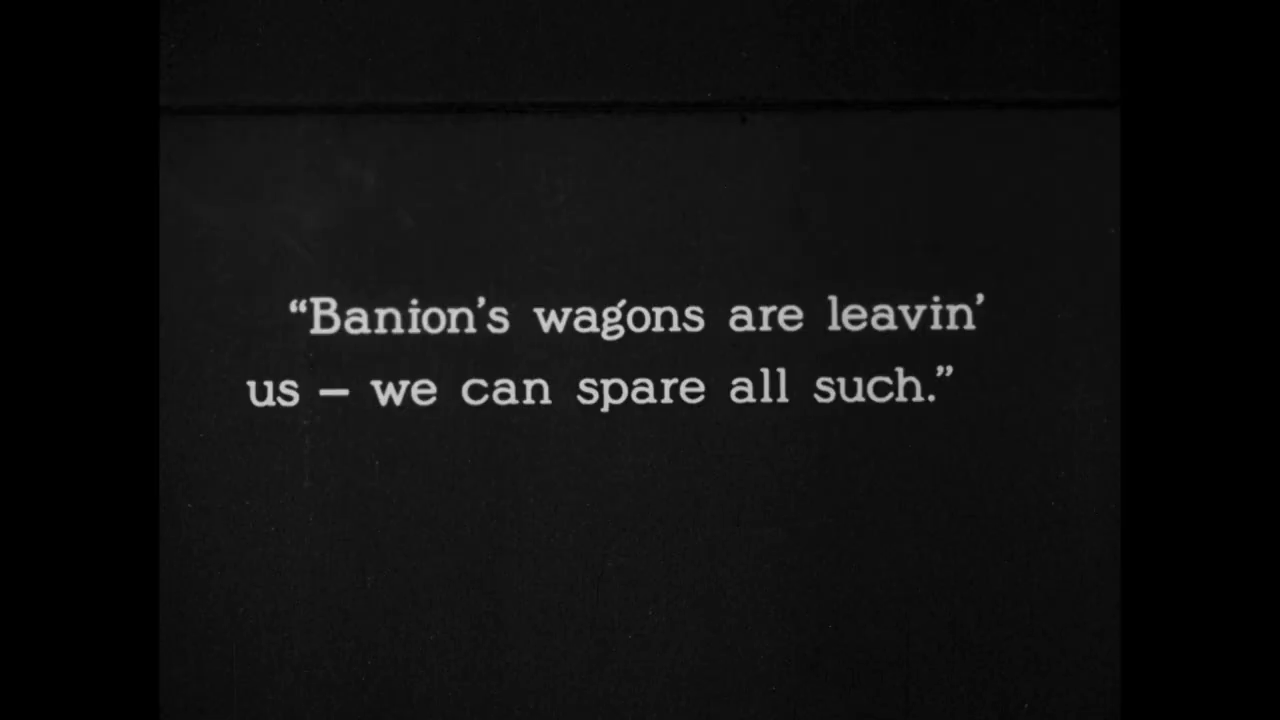 “Banion’s wagons are leavin’
us – we can spare all such.”